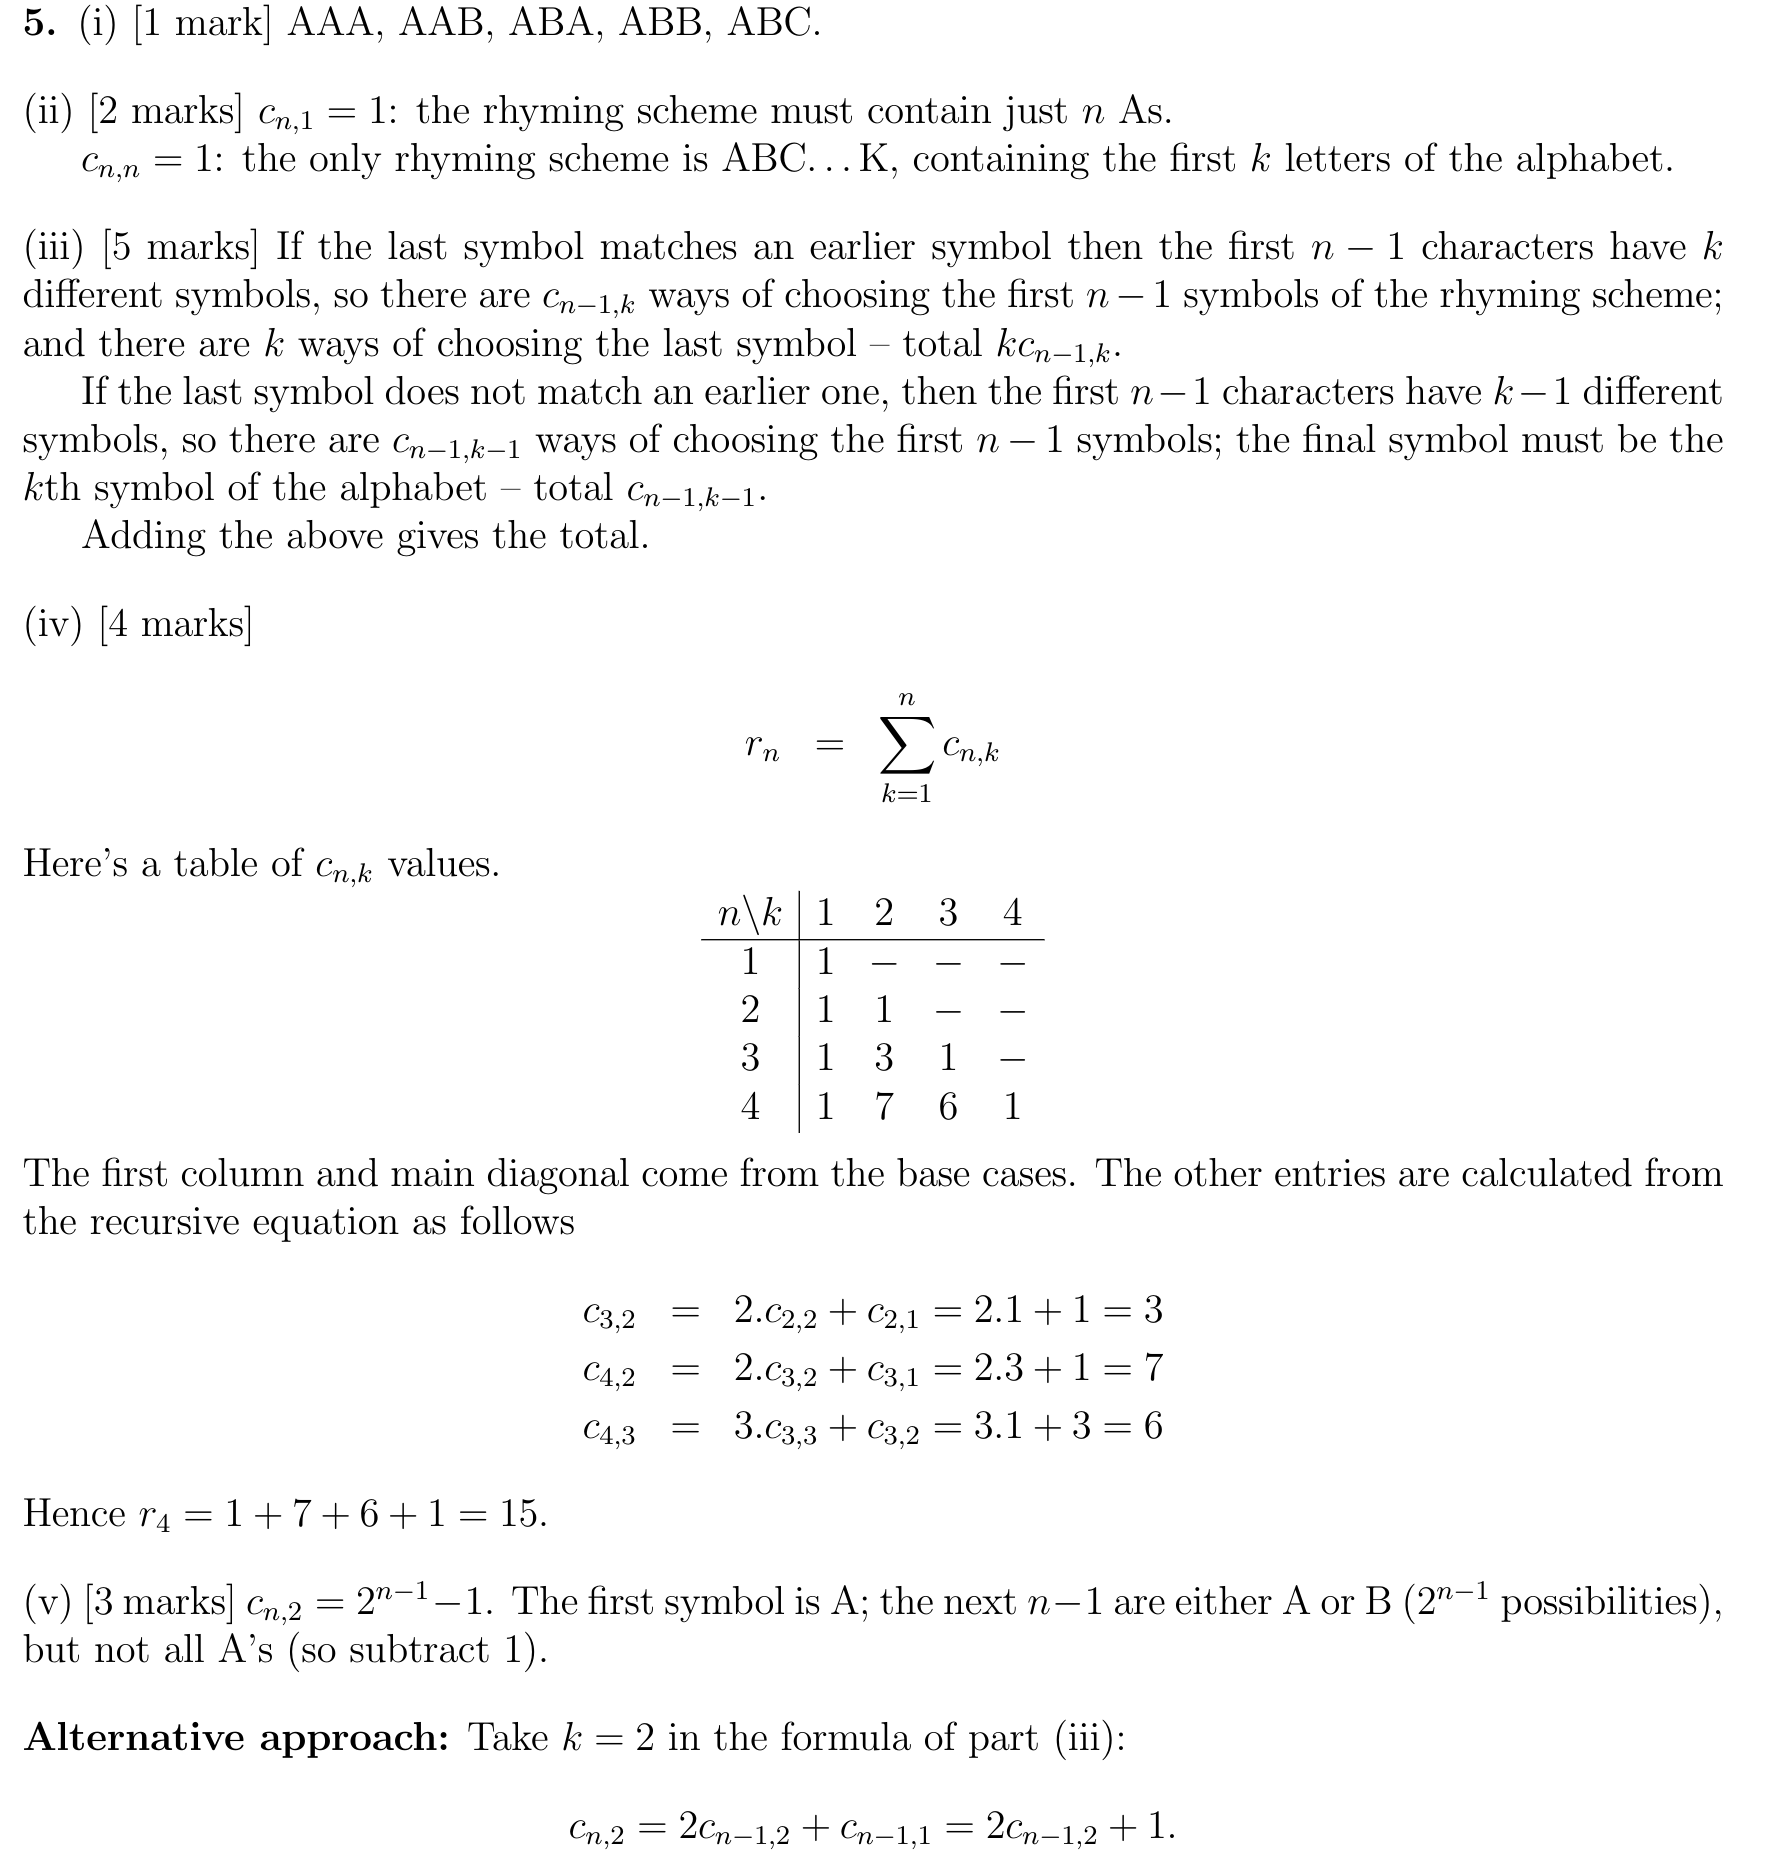 5. (i) [1 mark] AAA, AAB, ABA, ABB, ABC.
(ii) [2 marks] c_{n,1} = 1: the rhyming scheme must contain just n As.
c_{n,n} = 1: the only rhyming scheme is ABC...K, containing the first k letters of the alphabet.
(iii) [5 marks] If the last symbol matches an earlier symbol then the first n − 1 characters have k
different symbols, so there are c_{n−1,k} ways of choosing the first n − 1 symbols of the rhyming scheme;
and there are k ways of choosing the last symbol – total kc_{n−1,k}.
If the last symbol does not match an earlier one, then the first n − 1 characters have k − 1 different
symbols, so there are c_{n−1,k−1} ways of choosing the first n − 1 symbols; the final symbol must be the
kth symbol of the alphabet – total c_{n−1,k−1}.
Adding the above gives the total.
(iv) [4 marks]
r_n = \sum_{k=1}^{n} c_{n,k}
Here's a table of c_{n,k} values.
n\k 1 2 3 4
1 1 – – –
2 1 1 – –
3 1 3 1 –
4 1 7 6 1
The first column and main diagonal come from the base cases. The other entries are calculated from
the recursive equation as follows
c_{3,2} = 2.c_{2,2} + c_{2,1} = 2.1 + 1 = 3
c_{4,2} = 2.c_{3,2} + c_{3,1} = 2.3 + 1 = 7
c_{4,3} = 3.c_{3,3} + c_{3,2} = 3.1 + 3 = 6
Hence r_4 = 1 + 7 + 6 + 1 = 15.
(v) [3 marks] c_{n,2} = 2^{n−1} − 1. The first symbol is A; the next n − 1 are either A or B (2^{n−1} possibilities),
but not all A's (so subtract 1).
Alternative approach: Take k = 2 in the formula of part (iii):
c_{n,2} = 2c_{n−1,2} + c_{n−1,1} = 2c_{n−1,2} + 1.